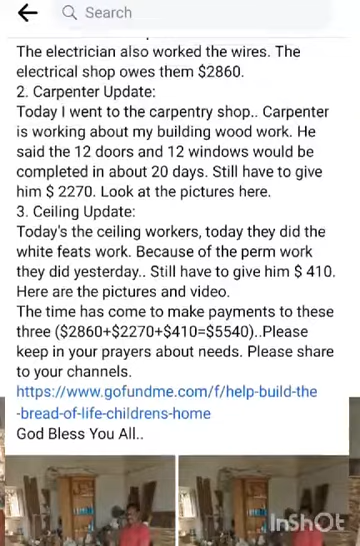 Search
The electrician also worked the wires. The
electrical shop owes them $2860.
2. Carpenter Update:
Today I went to the carpentry shop.. Carpenter
is working about my building wood work. He
said the 12 doors and 12 windows would be
completed in about 20 days. Still have to give
him $ 2270. Look at the pictures here.
3. Ceiling Update:
Today's the ceiling workers, today they did the
white feats work. Because of the perm work
they did yesterday.. Still have to give him $ 410.
Here are the pictures and video.
The time has come to make payments to these
three ($2860+$2270+$410=$5540)..Please
keep in your prayers about needs. Please share
to your channels.
https://www.gofundme.com/f/help-build-the
-bread-of-life-childrens-home
God Bless You All..
InShOt